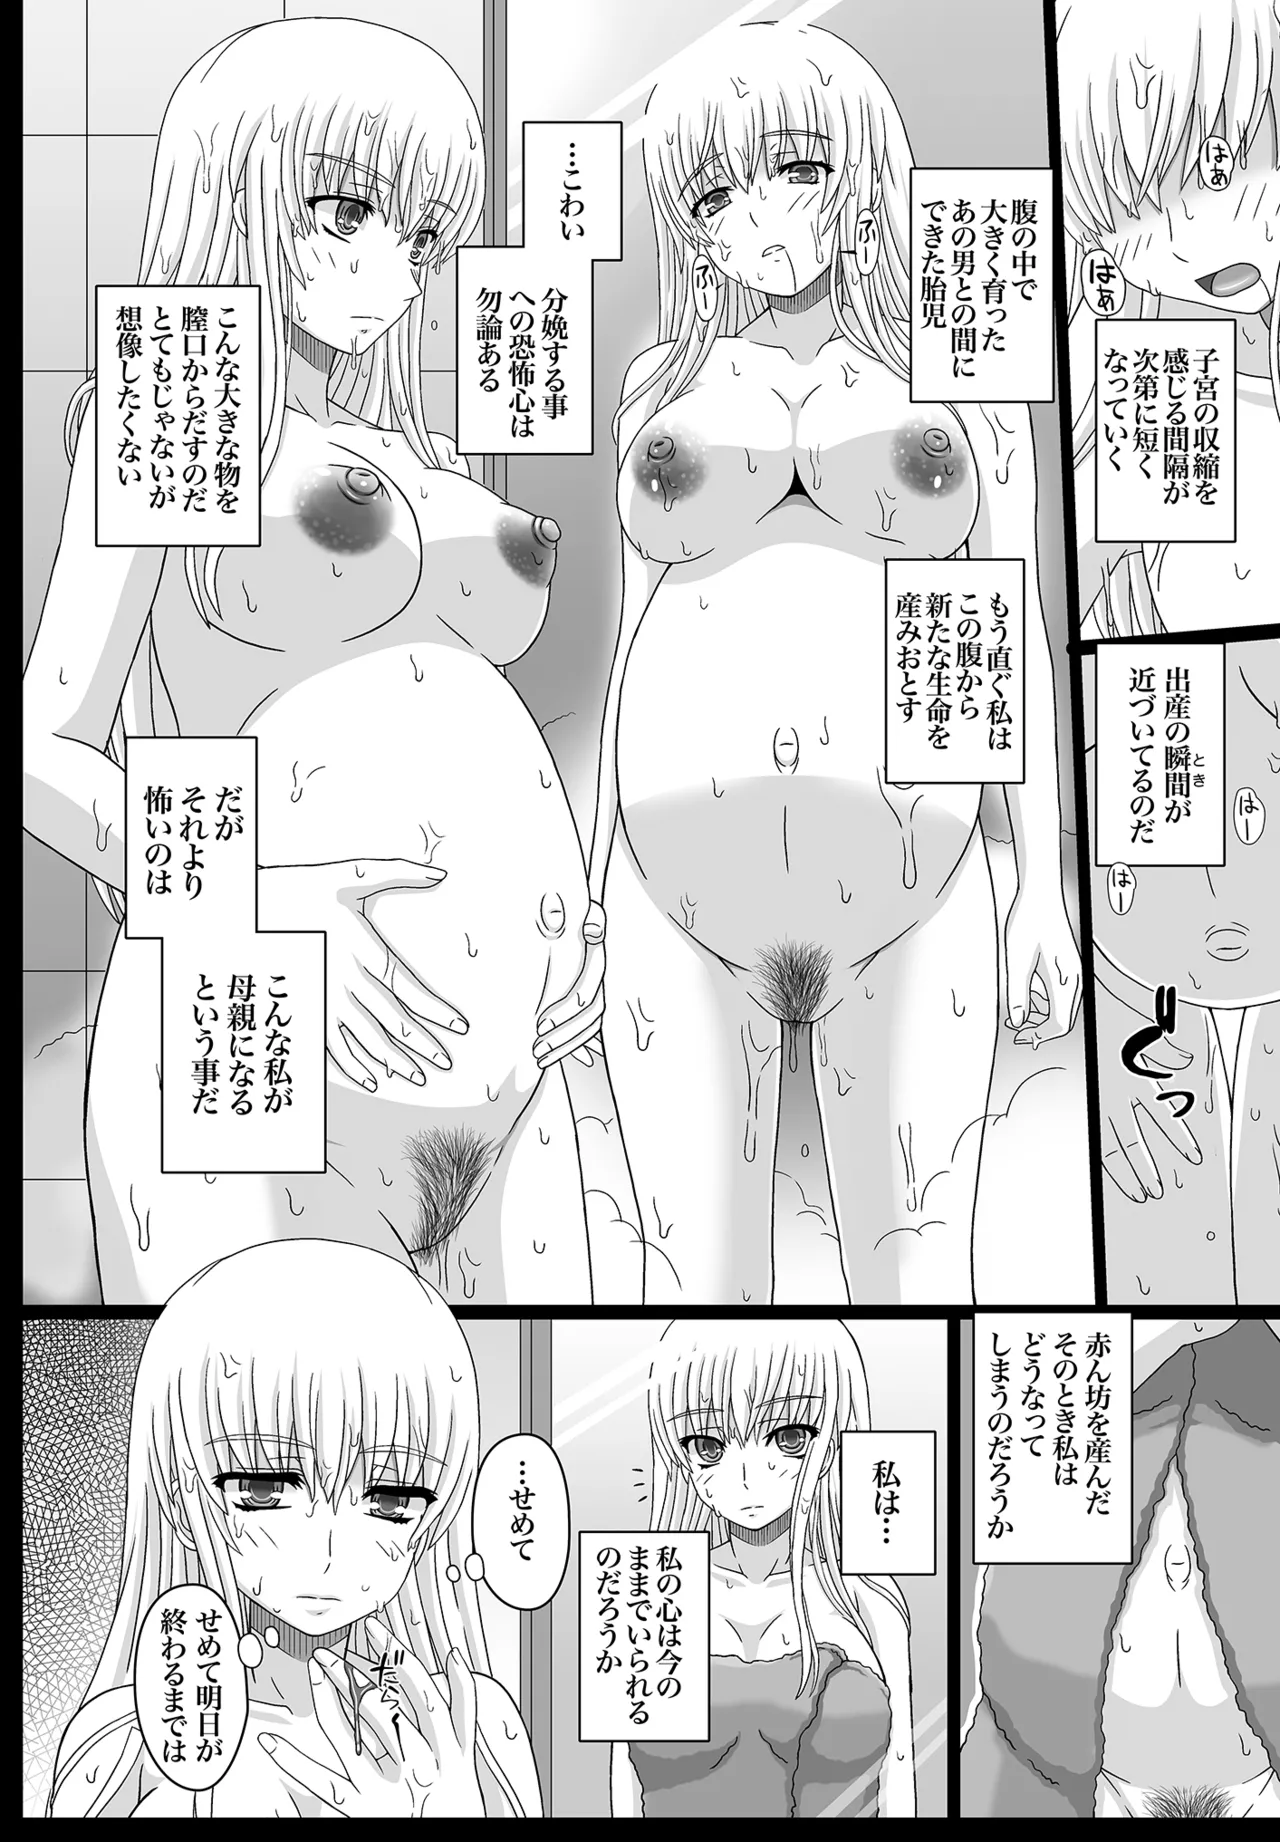 はぁ
はぁ
子宮の収縮を
感じる間隔が
次第に短く
なっていく
出産の瞬間が
とき
近づいてるのだ
はー
はー
ぐっ
腹の中で
大きく育った
あの男との間に
できた胎児
ふー
ふー
もう直ぐ私は
この腹から
新たな生命を
産みおとす
…こわい
分娩する事
への恐怖心は
勿論ある
こんな大きな物を
膣口からだすのだ
とてもじゃないが
想像したくない
だが
それより
怖いのは
こんな私が
母親になる
という事だ
赤ん坊を産んだ
そのとき私は
どうなって
しまうのだろうか
私は…
私の心は今の
ままでいられる
のだろうか
…せめて
せめて明日が
終わるまでは